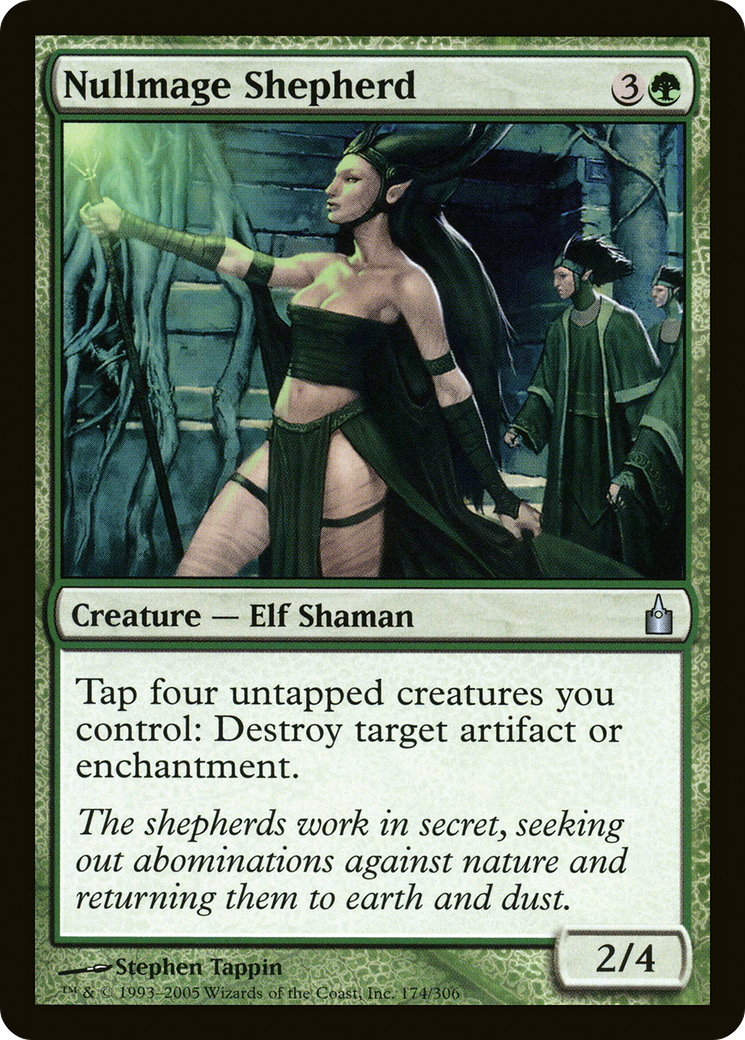 Nullmage Shepherd 3
Creature — Elf Shaman
Tap four untapped creatures you
control: Destroy target artifact or
enchantment.
The shepherds work in secret, seeking
out abominations against nature and
returning them to earth and dust.
2/4
Stephen Tappin
™ & © 1993–2005 Wizards of the Coast, Inc. 174/306